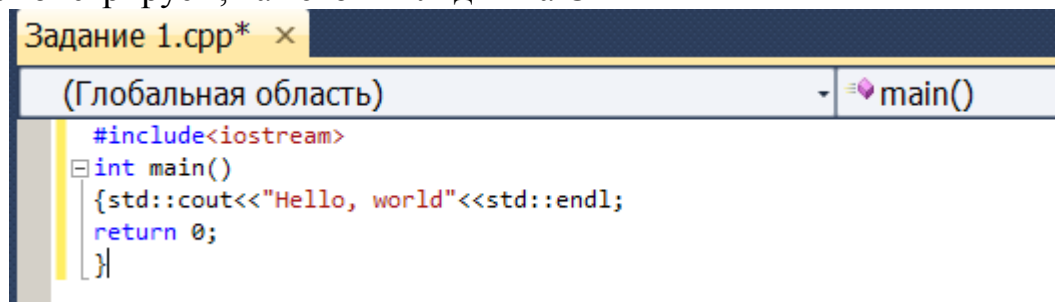 Задание 1.cpp* ×
(Глобальная область) main()
#include<iostream>
int main()
{std::cout<<"Hello, world"<<std::endl;
return 0;
}